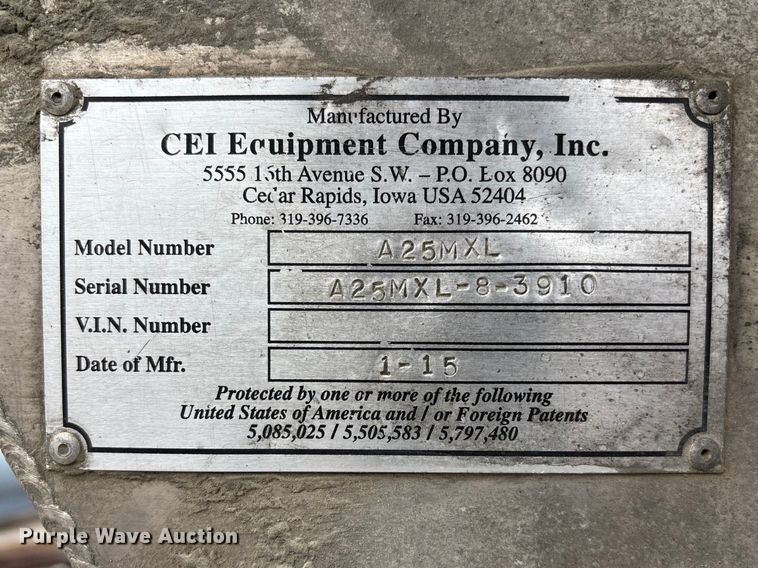 Manufactured By
CEI Equipment Company, Inc.
5555 16th Avenue S.W. – P.O. Box 8090
Cedar Rapids, Iowa USA 52404
Phone: 319-396-7336 Fax: 319-396-2462
Model Number A25MXL
Serial Number A25MXL-8-3910
V.I.N. Number
Date of Mfr. 1-15
Protected by one or more of the following
United States of America and / or Foreign Patents
5,085,025 / 5,505,583 / 5,797,480
Purple Wave Auction®